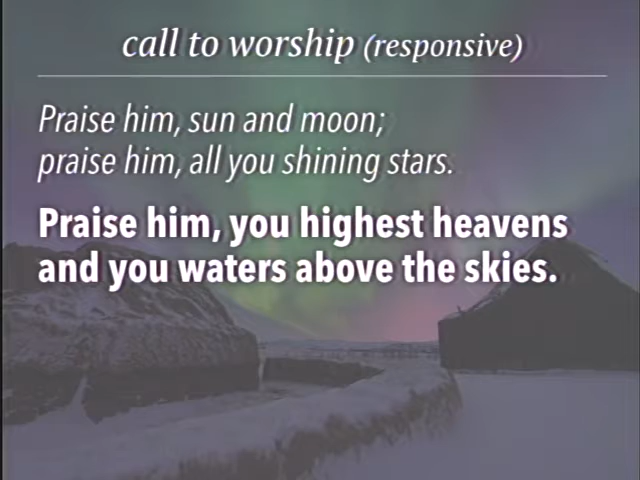 call to worship (responsive)
Praise him, sun and moon;
praise him, all you shining stars.
Praise him, you highest heavens
and you waters above the skies.